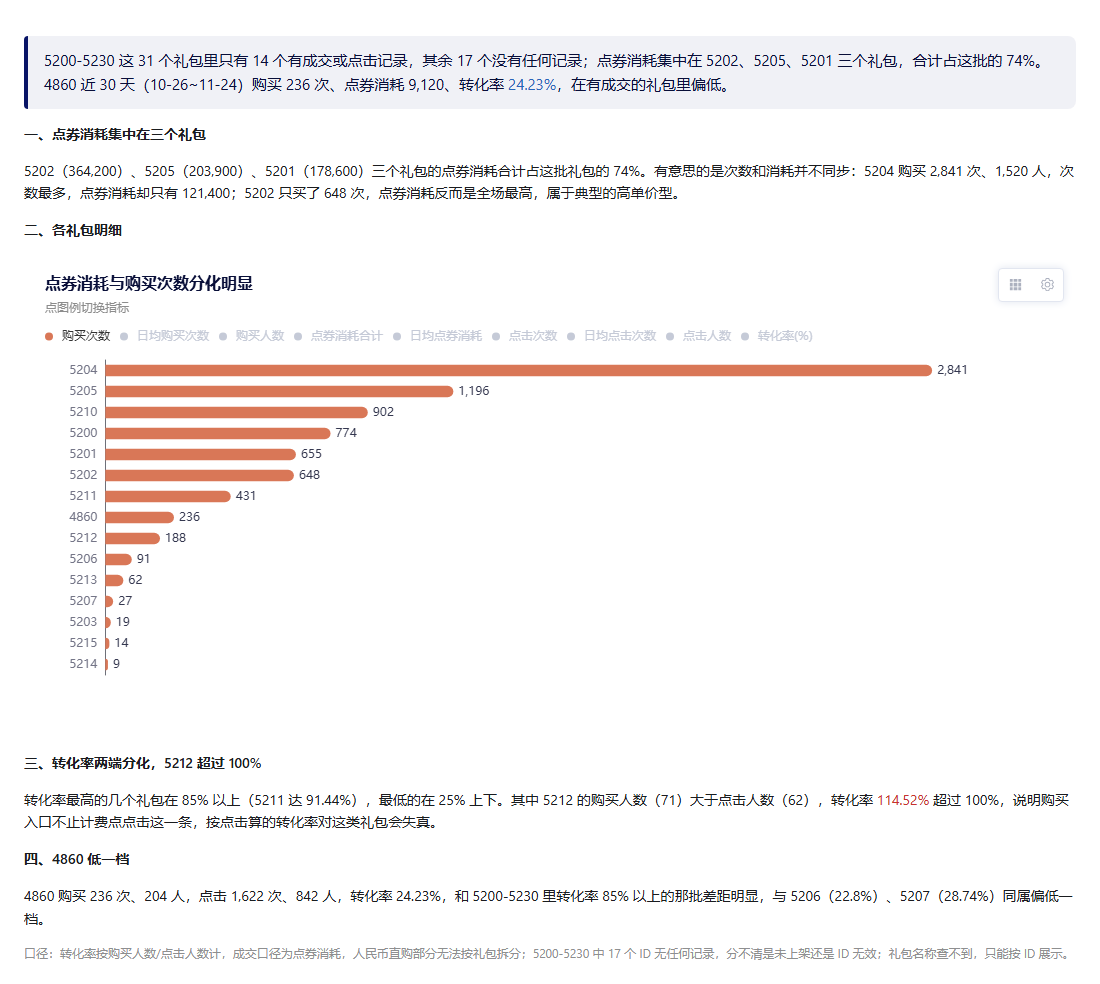 5200-5230 这 31 个礼包里只有 14 个有成交或点击记录，其余 17 个没有任何记录；点券消耗集中在 5202、5205、5201 三个礼包，合计占这批的 74%。
4860 近 30 天（10-26~11-24）购买 236 次、点券消耗 9,120、转化率 24.23%，在有成交的礼包里偏低。
一、点券消耗集中在三个礼包
5202（364,200）、5205（203,900）、5201（178,600）三个礼包的点券消耗合计占这批礼包的 74%。有意思的是次数和消耗并不同步：5204 购买 2,841 次、1,520 人，次
数最多，点券消耗却只有 121,400；5202 只买了 648 次，点券消耗反而是全场最高，属于典型的高单价型。
二、各礼包明细
点券消耗与购买次数分化明显
点图例切换指标
购买次数 日均购买次数 购买人数 点券消耗合计 日均点券消耗 点击次数 日均点击次数 点击人数 转化率(%)
5204 2,841
5205 1,196
5210 902
5200 774
5201 655
5202 648
5211 431
4860 236
5212 188
5206 91
5213 62
5207 27
5203 19
5215 14
5214 9
三、转化率两端分化，5212 超过 100%
转化率最高的几个礼包在 85% 以上（5211 达 91.44%），最低的在 25% 上下。其中 5212 的购买人数（71）大于点击人数（62），转化率 114.52% 超过 100%，说明购买
入口不止计费点点击这一条，按点击算的转化率对这类礼包会失真。
四、4860 低一档
4860 购买 236 次、204 人，点击 1,622 次、842 人，转化率 24.23%，和 5200-5230 里转化率 85% 以上的那批差距明显，与 5206（22.8%）、5207（28.74%）同属偏低一
档。
口径：转化率按购买人数/点击人数计，成交口径为点券消耗，人民币直购部分无法按礼包拆分；5200-5230 中 17 个 ID 无任何记录，分不清是未上架还是 ID 无效；礼包名称查不到，只能按 ID 展示。